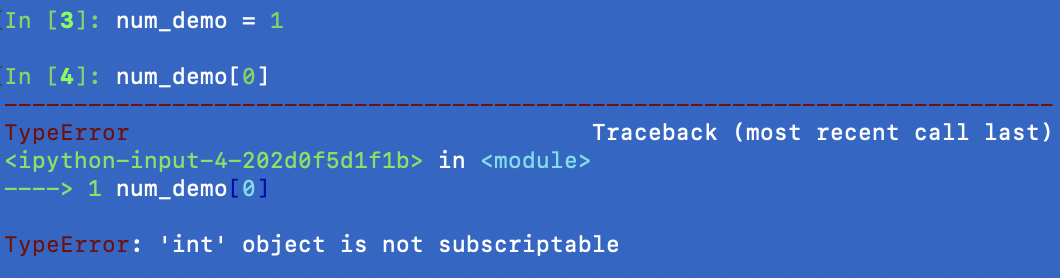 In [3]: num_demo = 1
In [4]: num_demo[0]
---------------------------------------------------------------------------
TypeError                                 Traceback (most recent call last)
<ipython-input-4-202d0f5d1f1b> in <module>
----> 1 num_demo[0]
TypeError: 'int' object is not subscriptable